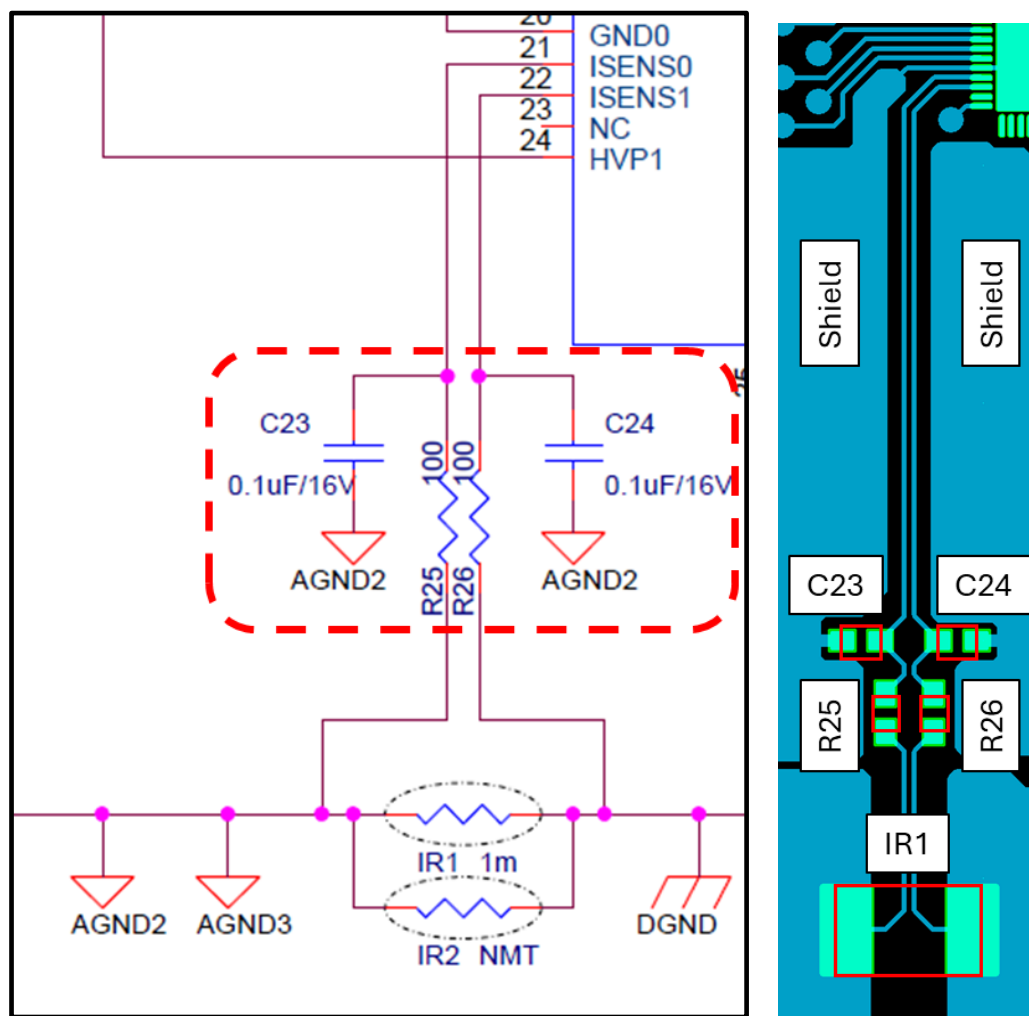 20
GND0
21
ISENS0
22
ISENS1
23
NC
24
HVP1
C23
0.1uF/16V
AGND2
100
R25
100
R26
C24
0.1uF/16V
AGND2
IR1 1m
IR2 NMT
AGND2
AGND3
DGND
Shield
Shield
C23
C24
R25
R26
IR1